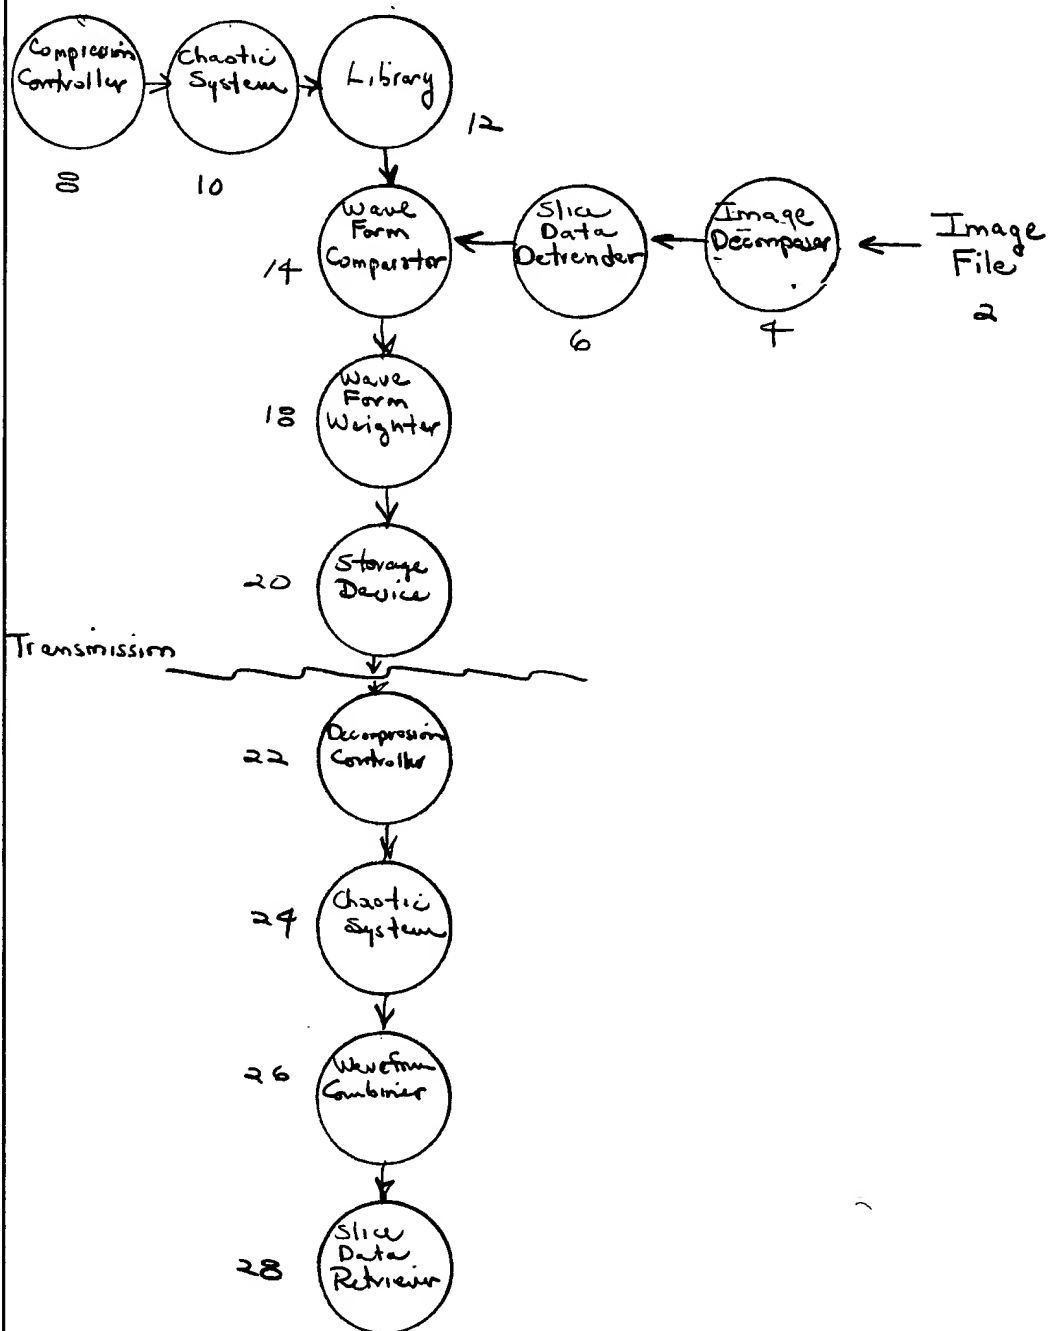 Compression
Controller
8
Chaotic
System
10
Library
12
Wave
Form
Comparator
14
Slice
Data
Detrender
6
Image
Decomposer
4
Image
File
2
Wave
Form
Weighter
18
Storage
Device
20
Transmission
Decompression
Controller
22
Chaotic
System
24
Waveform
Combiner
26
Slice
Data
Retriever
28